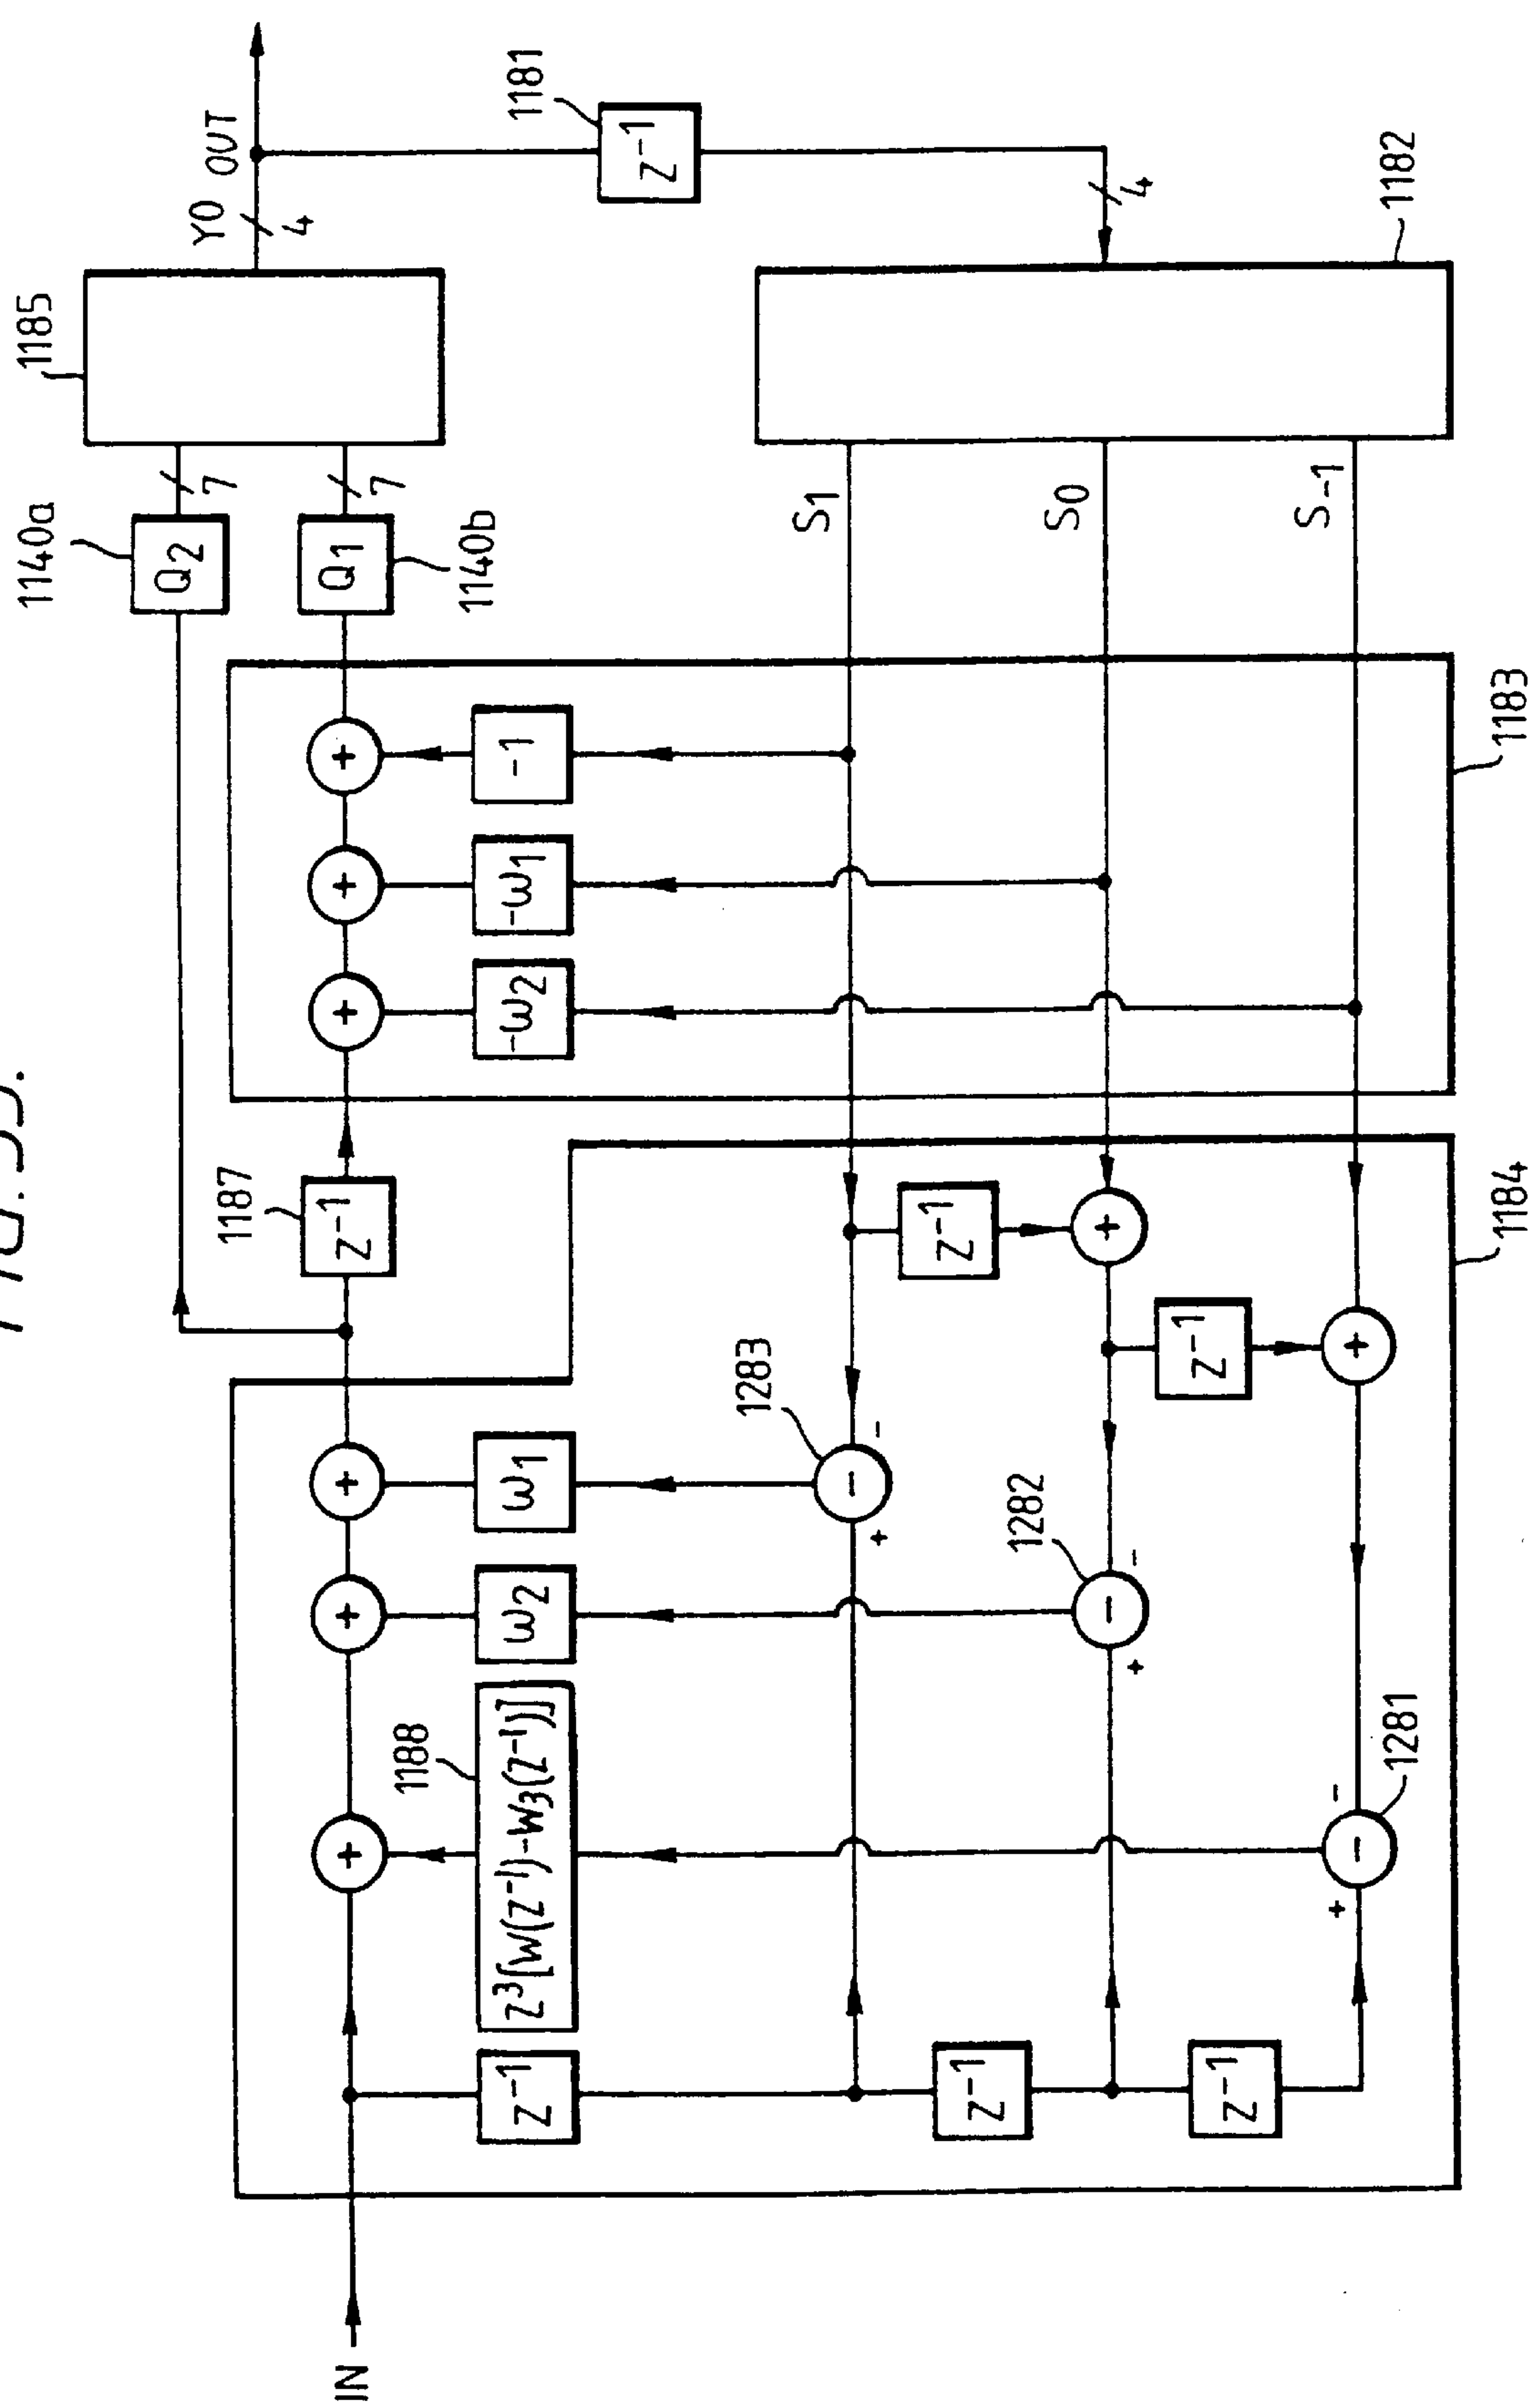 IN
1184
z⁻¹
z³[W(z⁻¹)-W₃(z⁻¹)]
1188
ω₂
ω₁
z⁻¹
z⁻¹
1281
+
-
-
1282
+
-
-
1283
+
-
-
+
+
+
z⁻¹
z⁻¹
+
+
1187
z⁻¹
1183
+
+
+
-ω₂
-ω₁
-1
1140a
Q₂
7
Q₁
1140b
7
S₁
S₀
S₋₁
1185
1182
Y0
4
OUT
1181
z⁻¹
4